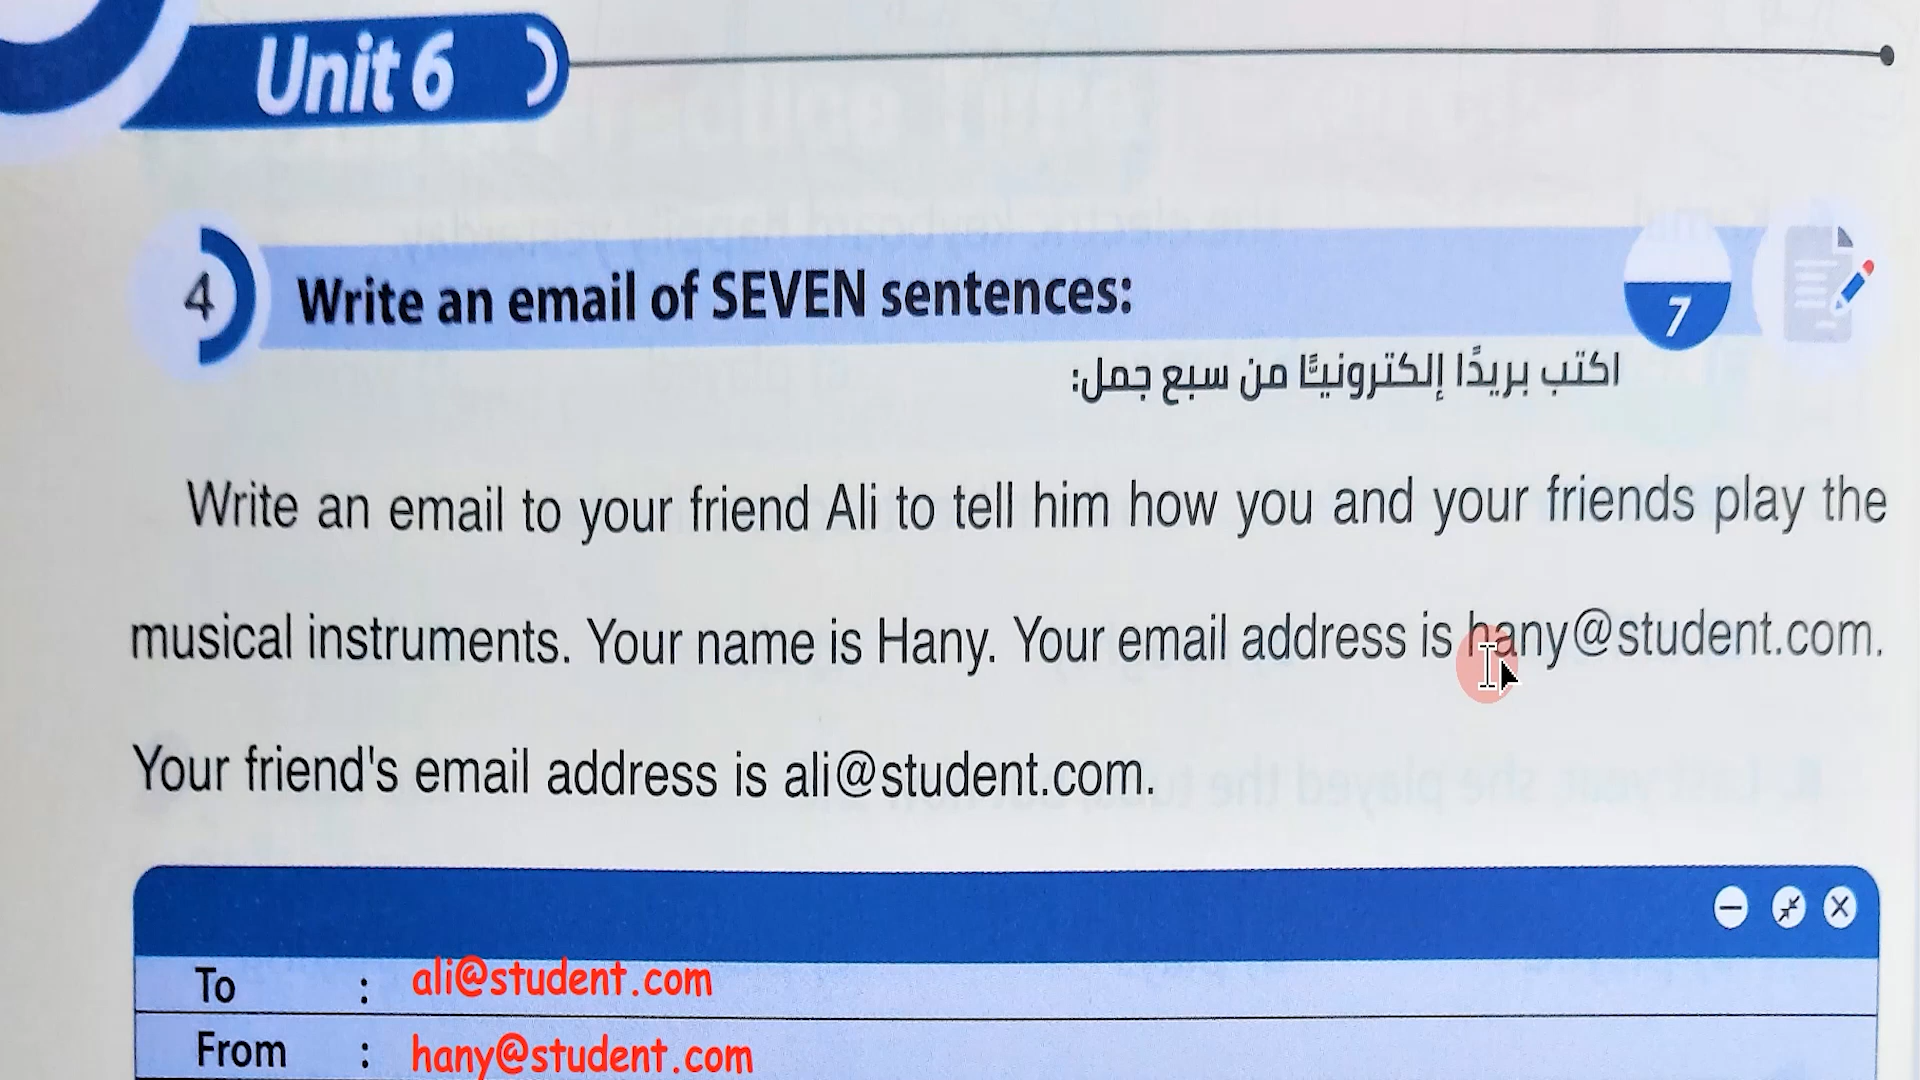 Unit 6
4 Write an email of SEVEN sentences: 7
اكتب بريدًا إلكترونيًّا من سبع جمل:
Write an email to your friend Ali to tell him how you and your friends play the
musical instruments. Your name is Hany. Your email address is hany@student.com.
Your friend's email address is ali@student.com.
To : ali@student.com
From : hany@student.com